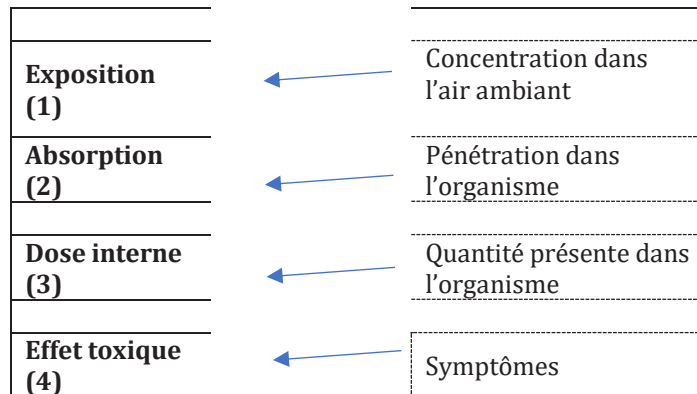 Exposition
(1)
Concentration dans
l’air ambiant
Absorption
(2)
Pénétration dans
l’organisme
Dose interne
(3)
Quantité présente dans
l’organisme
Effet toxique
(4)
Symptômes